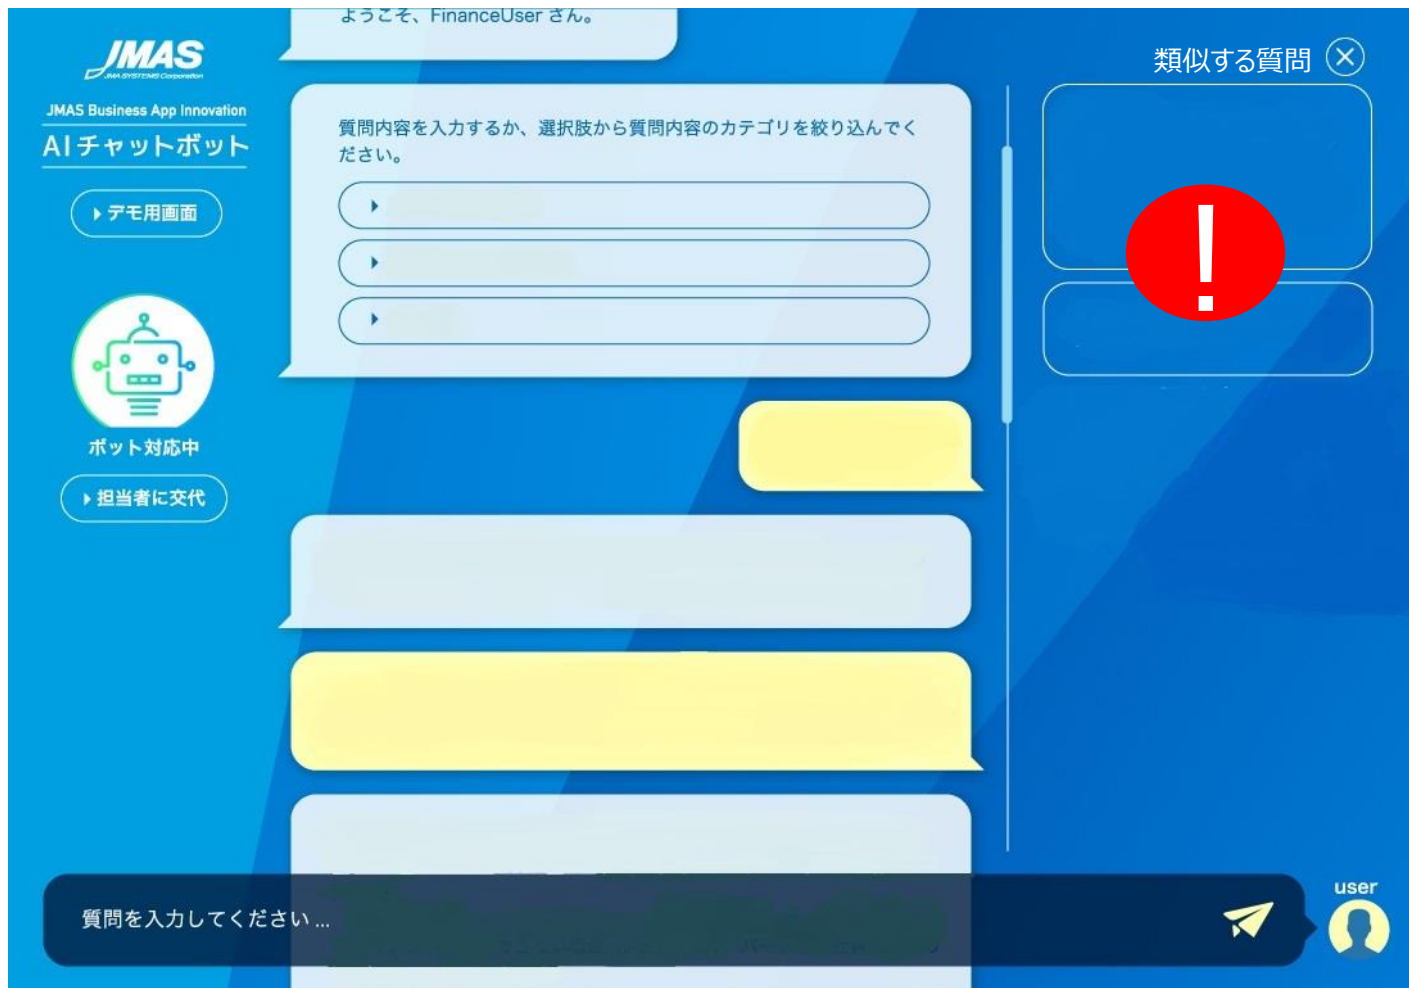 JMAS
JMA SYSTEMS Corporation
JMAS Business App Innovation
AIチャットボット
デモ用画面
ボット対応中
担当者に交代
ようこそ、FinanceUser さん。
質問内容を入力するか、選択肢から質問内容のカテゴリを絞り込んでく
ださい。
類似する質問
!
質問を入力してください ...
user